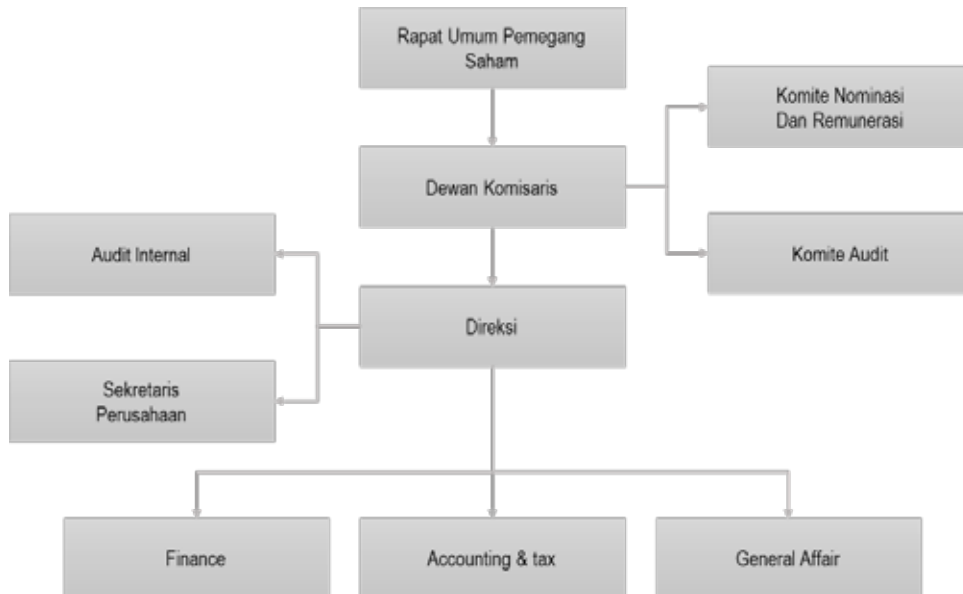 Rapat Umum Pemegang
Saham
Komite Nominasi
Dan Remunerasi
Dewan Komisaris
Audit Internal
Komite Audit
Direksi
Sekretaris
Perusahaan
Finance
Accounting & tax
General Affair